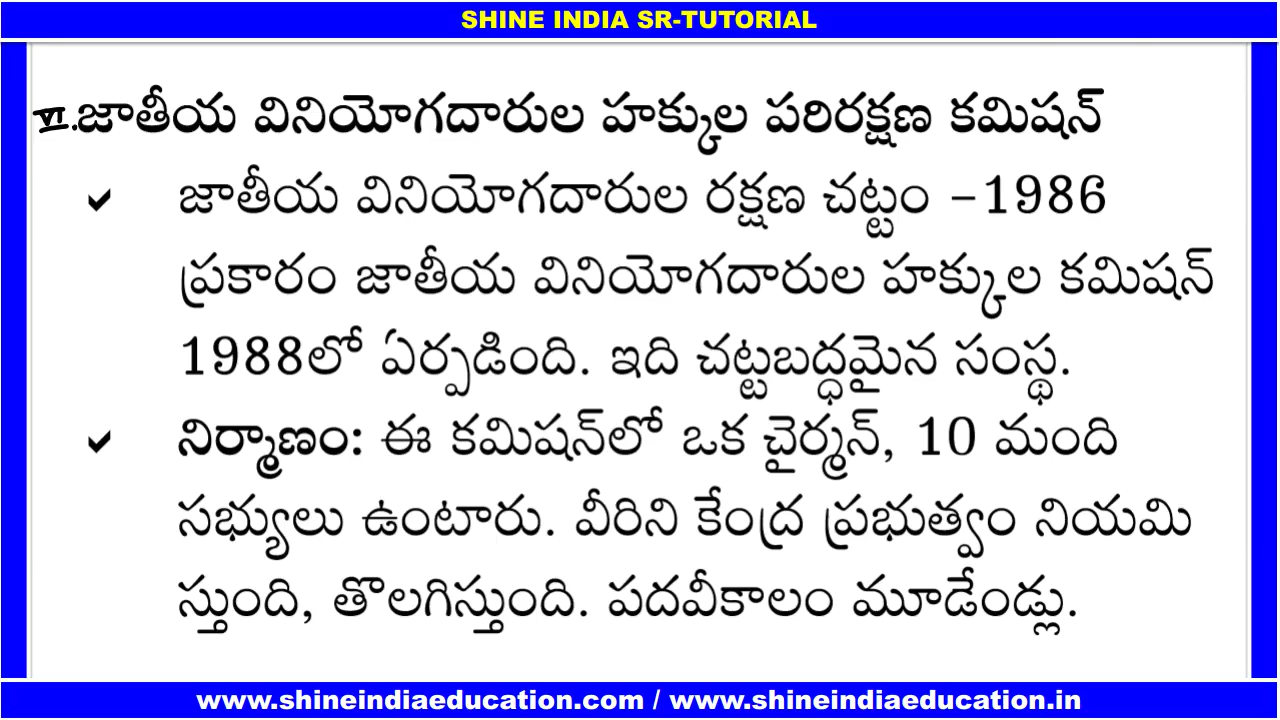 SHINE INDIA SR-TUTORIAL
VI.జాతీయ వినియోగదారుల హక్కుల పరిరక్షణ కమిషన్
✓ జాతీయ వినియోగదారుల రక్షణ చట్టం –1986
ప్రకారం జాతీయ వినియోగదారుల హక్కుల కమిషన్
1988లో ఏర్పడింది. ఇది చట్టబద్ధమైన సంస్థ.
✓ నిర్మాణం: ఈ కమిషన్‌లో ఒక చైర్మన్, 10 మంది
సభ్యులు ఉంటారు. వీరిని కేంద్ర ప్రభుత్వం నియమి
స్తుంది, తొలగిస్తుంది. పదవీకాలం మూడేండ్లు.
www.shineindiaeducation.com / www.shineindiaeducation.in